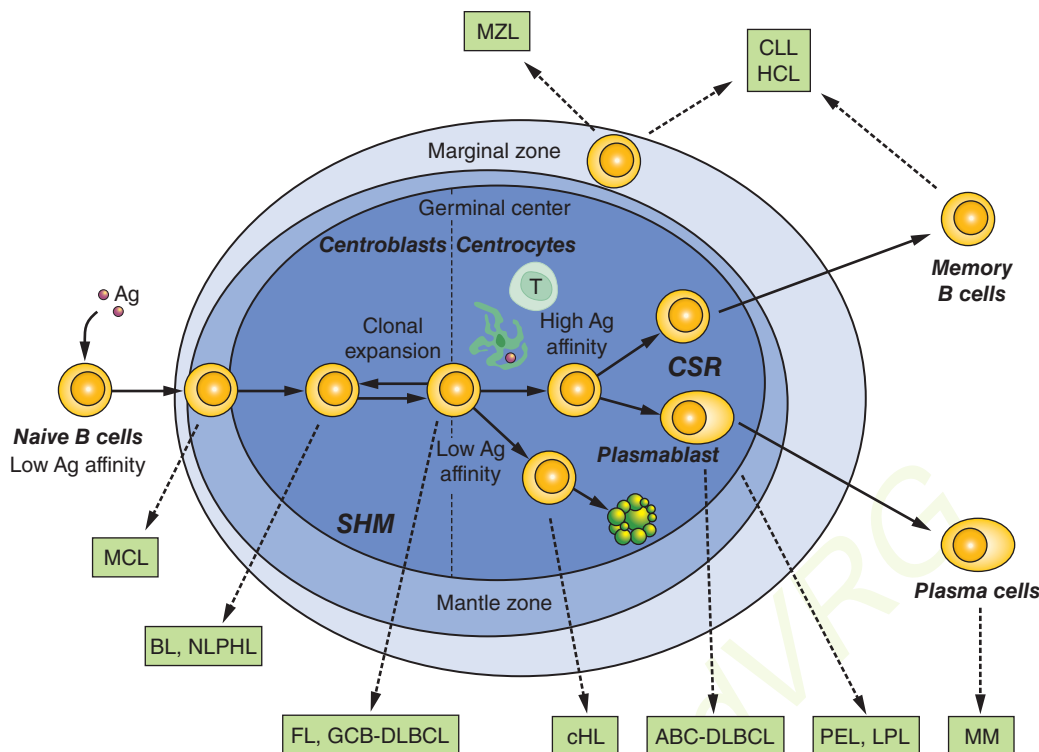 MZL
CLL
HCL
Marginal zone
Germinal center
Centroblasts
Centrocytes
T
Ag
Clonal
expansion
High Ag
affinity
CSR
Memory
B cells
Naive B cells
Low Ag affinity
Low Ag
affinity
Plasmablast
SHM
MCL
Mantle zone
Plasma cells
BL, NLPHL
FL, GCB-DLBCL
cHL
ABC-DLBCL
PEL, LPL
MM